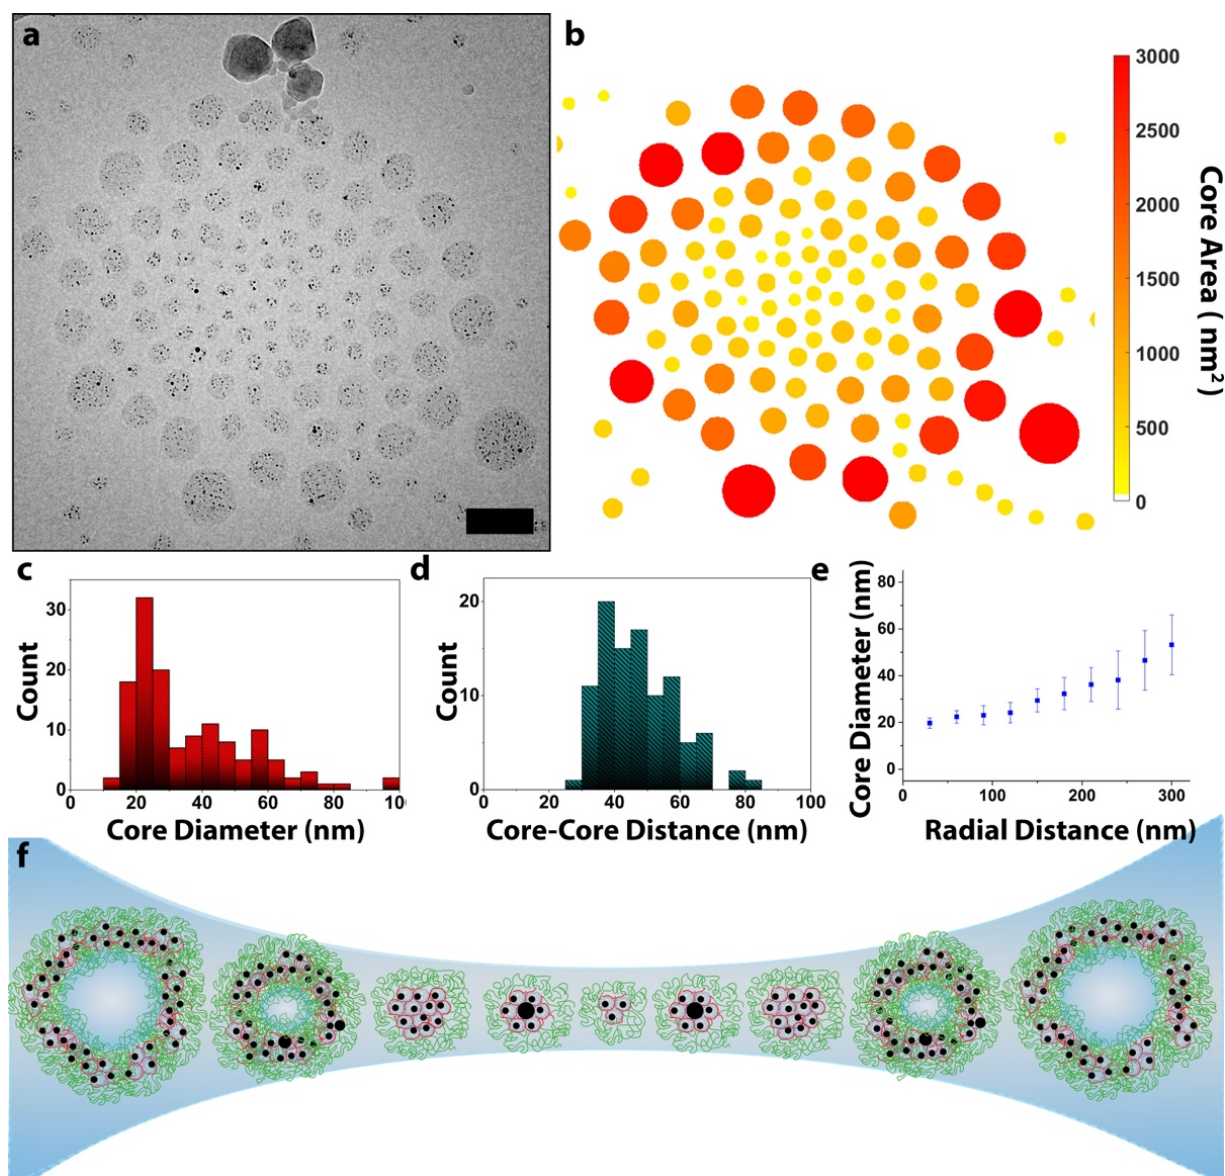 a
b
3000
2500
2000
1500
1000
500
0
Core Area ( nm²)
c
30
20
10
0
Count
0 20 40 60 80 100
Core Diameter (nm)
d
20
10
0
Count
0 20 40 60 80 100
Core-Core Distance (nm)
e
80
60
40
20
0
Core Diameter (nm)
0 100 200 300
Radial Distance (nm)
f